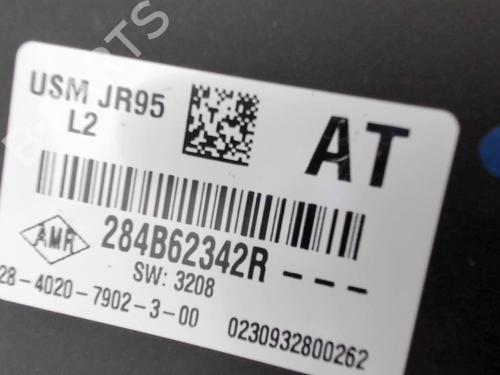 USM JR95
L2
AT
AMR
284B62342R---
SW: 3208
28-4020-7902-3-00
0230932800262